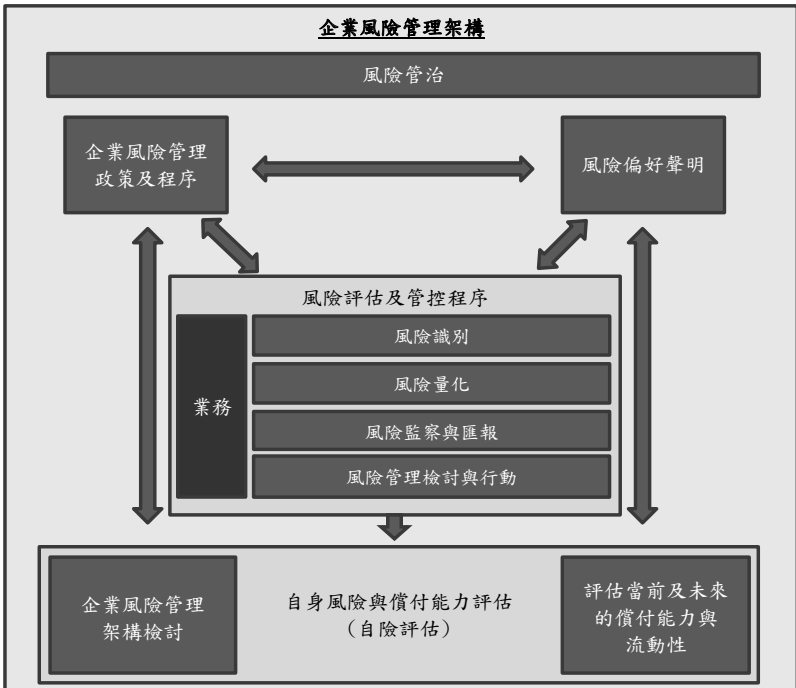 企業風險管理架構
風險管治
企業風險管理
政策及程序
風險偏好聲明
風險評估及管控程序
業務
風險識別
風險量化
風險監察與匯報
風險管理檢討與行動
企業風險管理
架構檢討
自身風險與償付能力評估
（自險評估）
評估當前及未來
的償付能力與
流動性